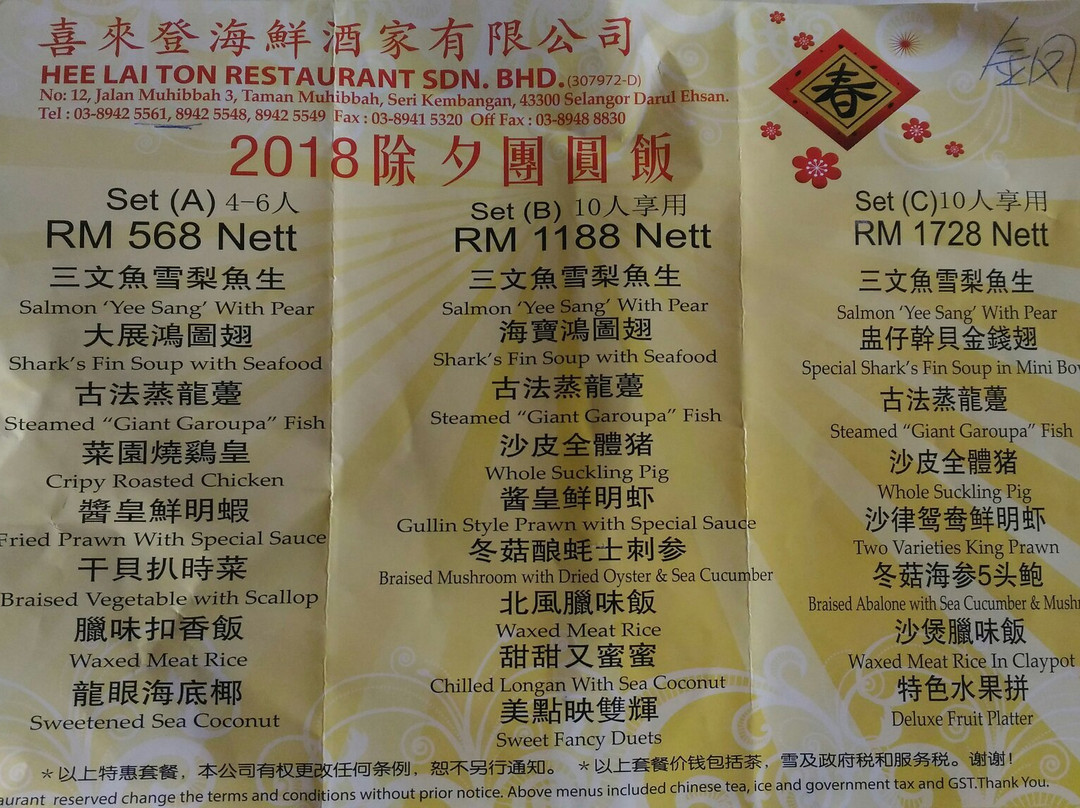 喜來登海鮮酒家有限公司
HEE LAI TON RESTAURANT SDN. BHD.(307972-D)
No: 12, Jalan Muhibbah 3, Taman Muhibbah, Seri Kembangan, 43300 Selangor Darul Ehsan.
Tel : 03-8942 5561, 8942 5548, 8942 5549 Fax : 03-8941 5320 Off Fax : 03-8948 8830
春
2018除夕團圓飯
Set (A) 4-6人
RM 568 Nett
三文魚雪梨魚生
Salmon ‘Yee Sang’ With Pear
大展鴻圖翅
Shark’s Fin Soup with Seafood
古法蒸龍躉
Steamed “Giant Garoupa” Fish
菜園燒鷄皇
Cripy Roasted Chicken
醬皇鮮明蝦
Fried Prawn With Special Sauce
干貝扒時菜
Braised Vegetable with Scallop
臘味扣香飯
Waxed Meat Rice
龍眼海底椰
Sweetened Sea Coconut
Set (B) 10人享用
RM 1188 Nett
三文魚雪梨魚生
Salmon ‘Yee Sang’ With Pear
海寶鴻圖翅
Shark’s Fin Soup with Seafood
古法蒸龍躉
Steamed “Giant Garoupa” Fish
沙皮全體猪
Whole Suckling Pig
酱皇鲜明虾
Gullin Style Prawn with Special Sauce
冬菇酿蚝士刺参
Braised Mushroom with Dried Oyster & Sea Cucumber
北風臘味飯
Waxed Meat Rice
甜甜又蜜蜜
Chilled Longan With Sea Coconut
美點映雙輝
Sweet Fancy Duets
Set (C)10人享用
RM 1728 Nett
三文魚雪梨魚生
Salmon ‘Yee Sang’ With Pear
蛊仔幹貝金錢翅
Special Shark’s Fin Soup in Mini
古法蒸龍躉
Steamed “Giant Garoupa” Fish
沙皮全體猪
Whole Suckling Pig
沙律鸳鸯鲜明虾
Two Varieties King Prawn
冬菇海参5头鲍
Braised Abalone with Sea Cucumber &
沙煲臘味飯
Waxed Meat Rice In Claypot
特色水果拼
Deluxe Fruit Platter
*以上特惠套餐，本公司有权更改任何条例，恕不另行通知。 *以上套餐价钱包括茶，雪及政府税和服务税。谢谢！
reserved change the terms and conditions without prior notice. Above menus included chinese tea, ice and government tax and GST.Thank You.